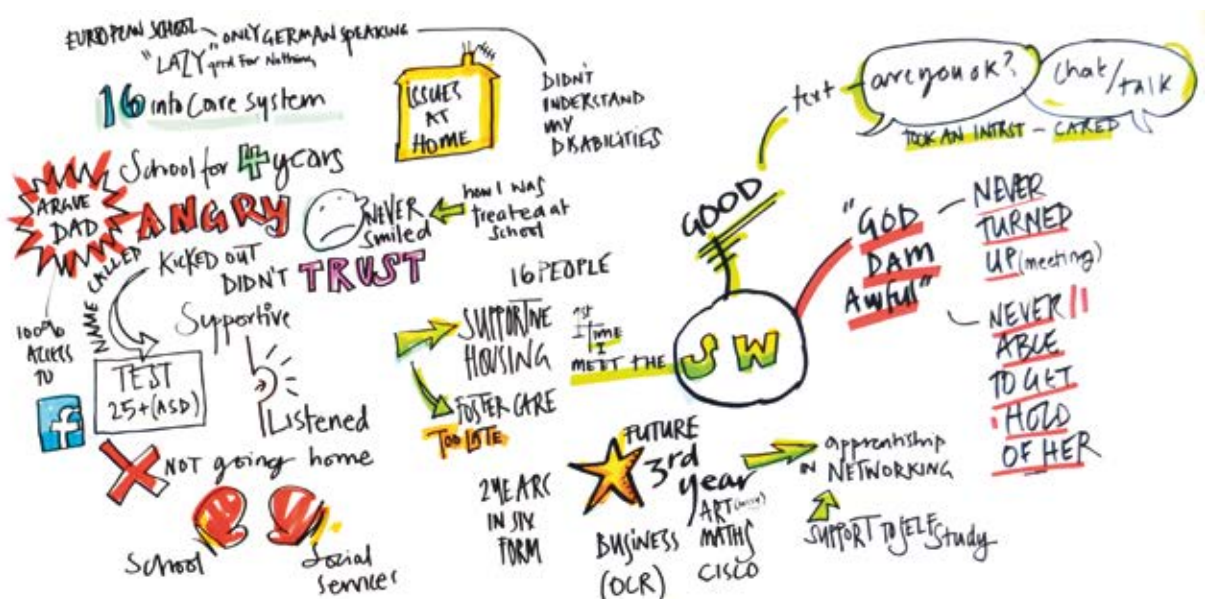 EUROPEAN SCHOOL - ONLY GERMAN SPEAKING
"LAZY" good For Nothing
16 into Care System
ISSUES
AT
HOME
DIDN'T
UNDERSTAND
MY
DISABILITIES
School for 4 years
ARGUE
DAD
ANGRY
NEVER
Smiled
how I was
treated at
School
NAME CALLED
KICKED OUT
DIDN'T TRUST
100%
ACCESS
TO
f
TEST
25+(ASD)
Supportive
Listened
NOT going home
School
Social
Services
16 PEOPLE
SUPPORTIVE
HOUSING
FOSTER CARE
TOO LATE
1st
TIME
I
MEET THE
SW
GOOD
text - are you ok?
chat/
talk
TOOK AN INTRST - CARED
"GOD
DAM
AWfull"
NEVER
TURNED
UP (meeting)
NEVER
ABLE
TO GET
HOLD
OF HER
2 YEARS
IN SIX
FORM
FUTURE
3rd
year
BUSINESS
(OCR)
ART
MATHS
CISCO
apprentiship
IN NETWORKING
SUPPORT TO SELF Study